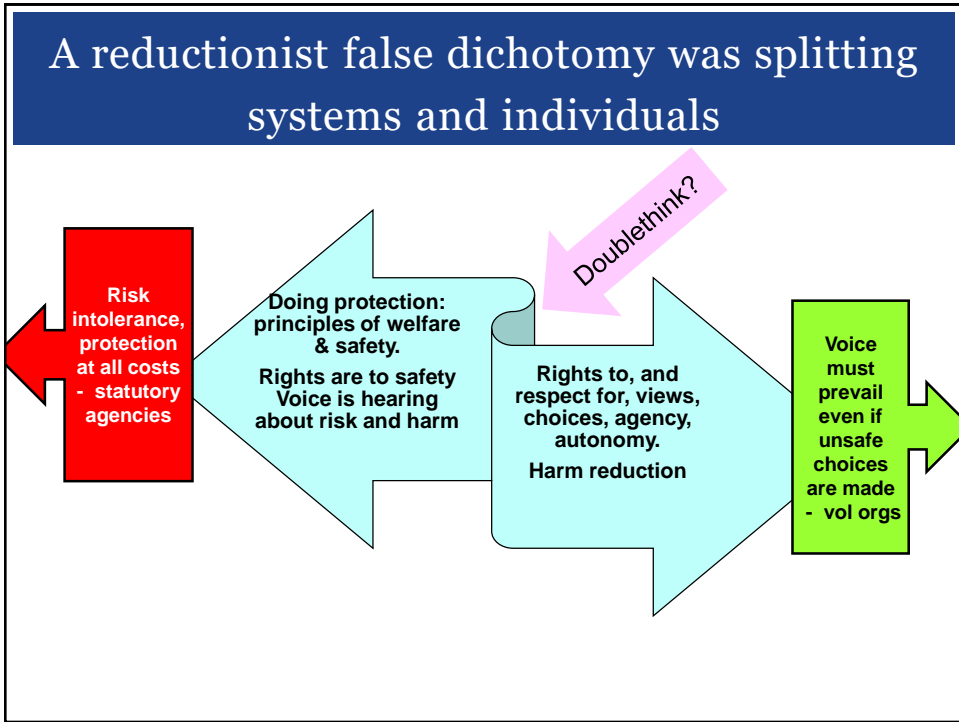 A reductionist false dichotomy was splitting
systems and individuals
Doublethink?
Risk
intolerance,
protection
at all costs
- statutory
agencies
Doing protection:
principles of welfare
& safety.
Rights are to safety
Voice is hearing
about risk and harm
Rights to, and
respect for, views,
choices, agency,
autonomy.
Harm reduction
Voice
must
prevail
even if
unsafe
choices
are made
- vol orgs